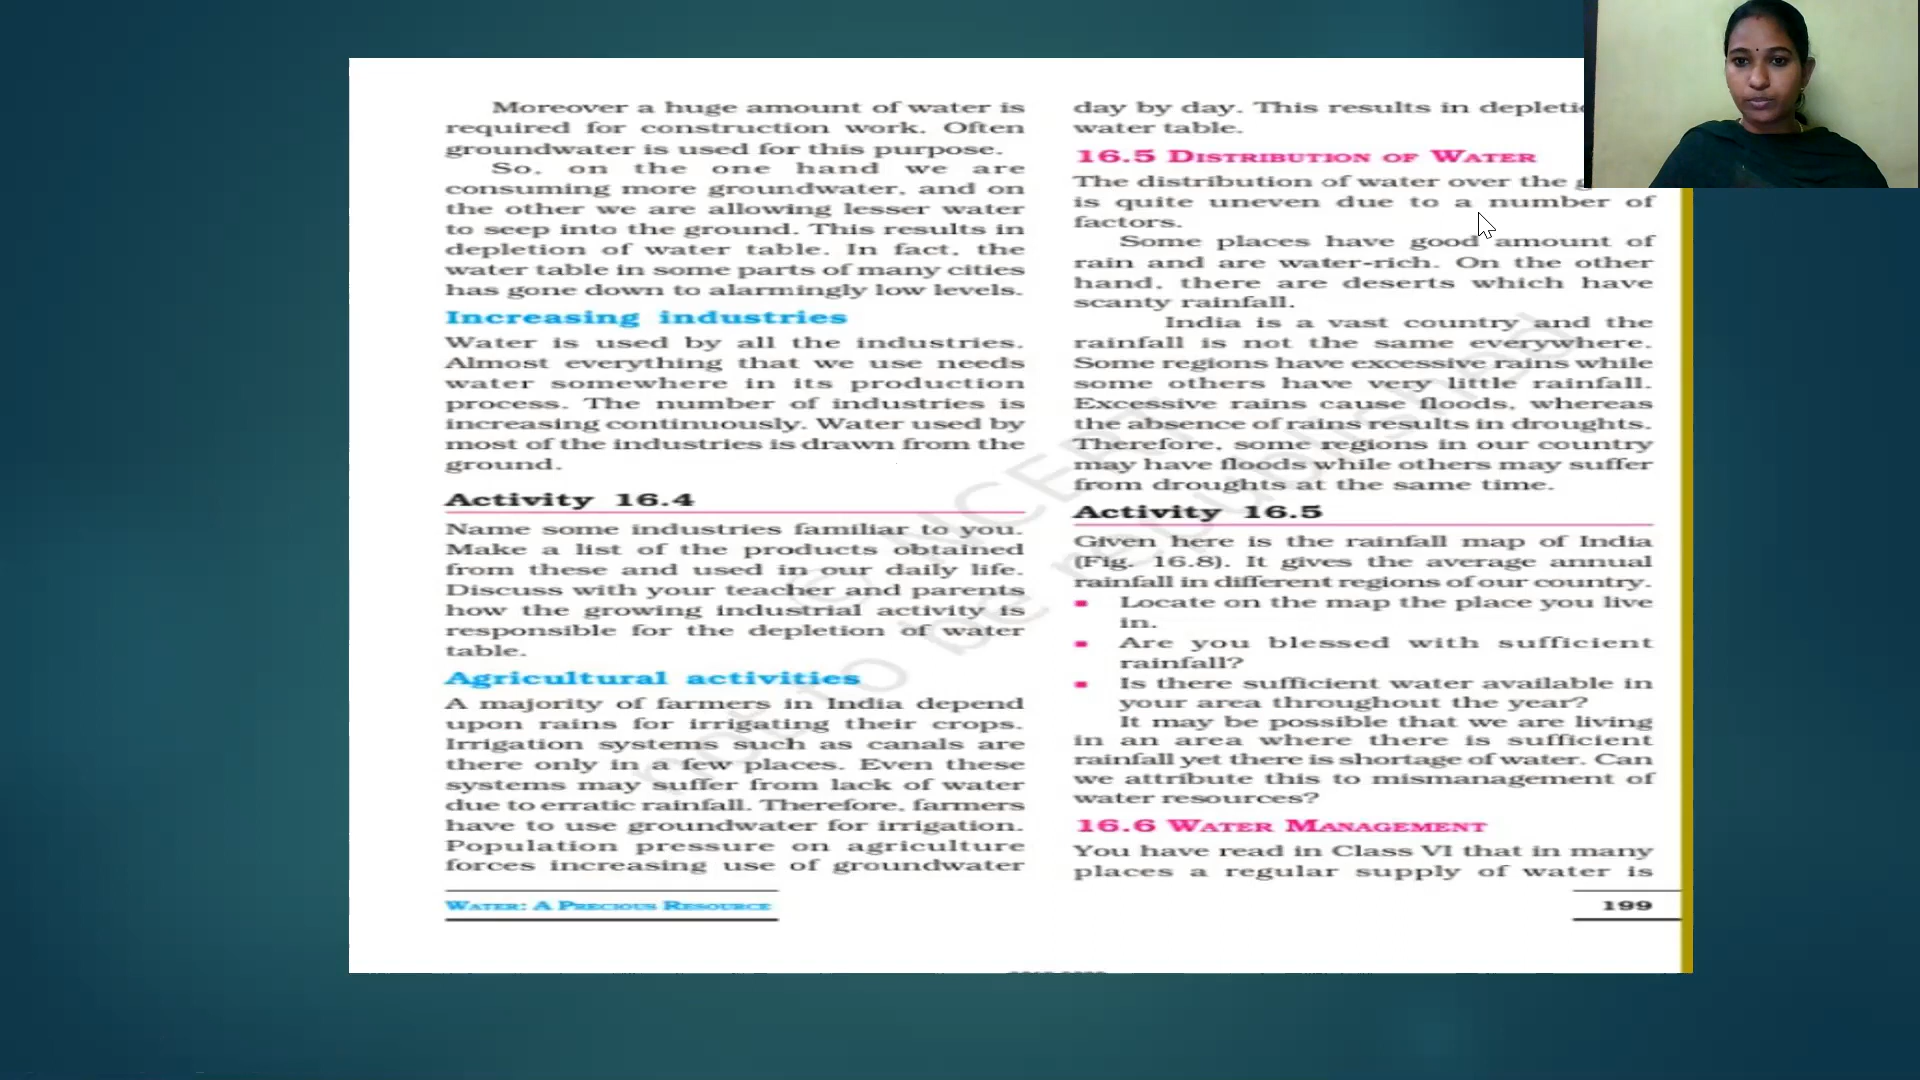 Moreover a huge amount of water is
required for construction work. Often
groundwater is used for this purpose.
So, on the one hand we are
consuming more groundwater, and on
the other we are allowing lesser water
to seep into the ground. This results in
depletion of water table. In fact, the
water table in some parts of many cities
has gone down to alarmingly low levels.
Increasing industries
Water is used by all the industries.
Almost everything that we use needs
water somewhere in its production
process. The number of industries is
increasing continuously. Water used by
most of the industries is drawn from the
ground.
Activity 16.4
Name some industries familiar to you.
Make a list of the products obtained
from these and used in our daily life.
Discuss with your teacher and parents
how the growing industrial activity is
responsible for the depletion of water
table.
Agricultural activities
A majority of farmers in India depend
upon rains for irrigating their crops.
Irrigation systems such as canals are
there only in a few places. Even these
systems may suffer from lack of water
due to erratic rainfall. Therefore, farmers
have to use groundwater for irrigation.
Population pressure on agriculture
forces increasing use of groundwater
day by day. This results in
water table.
16.5 DISTRIBUTION OF WATER
The distribution of water over the
is quite uneven due to a number of
factors.
Some places have good amount of
rain and are water-rich. On the other
hand, there are deserts which have
scanty rainfall.
India is a vast country and the
rainfall is not the same everywhere.
Some regions have excessive rains while
some others have very little rainfall.
Excessive rains cause floods, whereas
the absence of rains results in droughts.
Therefore, some regions in our country
may have floods while others may suffer
from droughts at the same time.
Activity 16.5
Given here is the rainfall map of India
(Fig. 16.8). It gives the average annual
rainfall in different regions of our country.
▪ Locate on the map the place you live
in.
▪ Are you blessed with sufficient
rainfall?
▪ Is there sufficient water available in
your area throughout the year?
It may be possible that we are living
in an area where there is sufficient
rainfall yet there is shortage of water. Can
we attribute this to mismanagement of
water resources?
16.6 WATER MANAGEMENT
You have read in Class VI that in many
places a regular supply of water is
WATER: A PRECIOUS RESOURCE
199
© NCERT
not to be republished